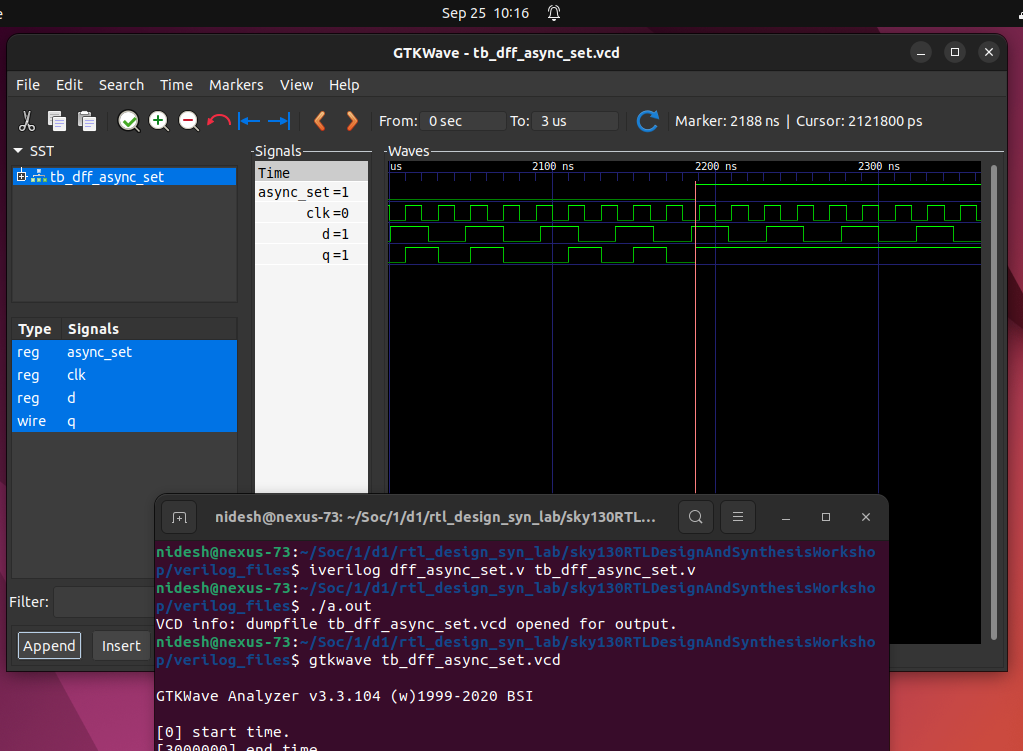 e
Sep 25 10:16
GTKWave - tb_dff_async_set.vcd
File Edit Search Time Markers View Help
From: 0 sec To: 3 us Marker: 2188 ns | Cursor: 2121800 ps
SST
tb_dff_async_set
Signals
Time
async_set=1
clk=0
d=1
q=1
Waves
us 2100 ns 2200 ns 2300 ns
Type Signals
reg async_set
reg clk
reg d
wire q
Filter:
Append Insert
nidesh@nexus-73: ~/Soc/1/d1/rtl_design_syn_lab/sky130RTL...
nidesh@nexus-73:~/Soc/1/d1/rtl_design_syn_lab/sky130RTLDesignAndSynthesisWorksho
p/verilog_files$ iverilog dff_async_set.v tb_dff_async_set.v
nidesh@nexus-73:~/Soc/1/d1/rtl_design_syn_lab/sky130RTLDesignAndSynthesisWorksho
p/verilog_files$ ./a.out
VCD info: dumpfile tb_dff_async_set.vcd opened for output.
nidesh@nexus-73:~/Soc/1/d1/rtl_design_syn_lab/sky130RTLDesignAndSynthesisWorksho
p/verilog_files$ gtkwave tb_dff_async_set.vcd
GTKWave Analyzer v3.3.104 (w)1999-2020 BSI
[0] start time.
[3000000] end time.